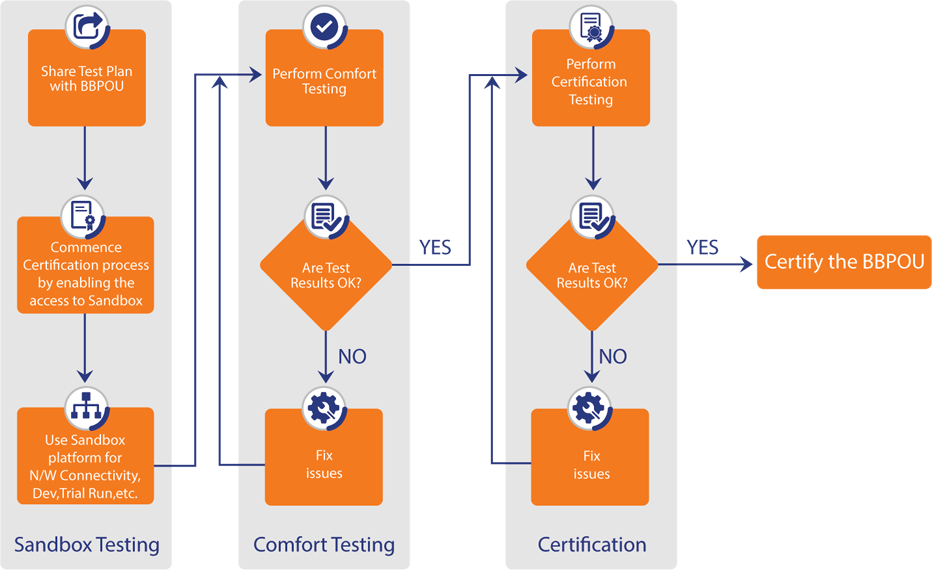 Share Test Plan
with BBPOU
Commence
Certification process
by enabling the
access to Sandbox
Use Sandbox
platform for
N/W Connectivity,
Dev,Trial Run,etc.
Sandbox Testing
Perform Comfort
Testing
Are Test
Results OK?
YES
NO
Fix
issues
Comfort Testing
Perform
Certification
Testing
Are Test
Results OK?
YES
NO
Fix
issues
Certification
Certify the BBPOU